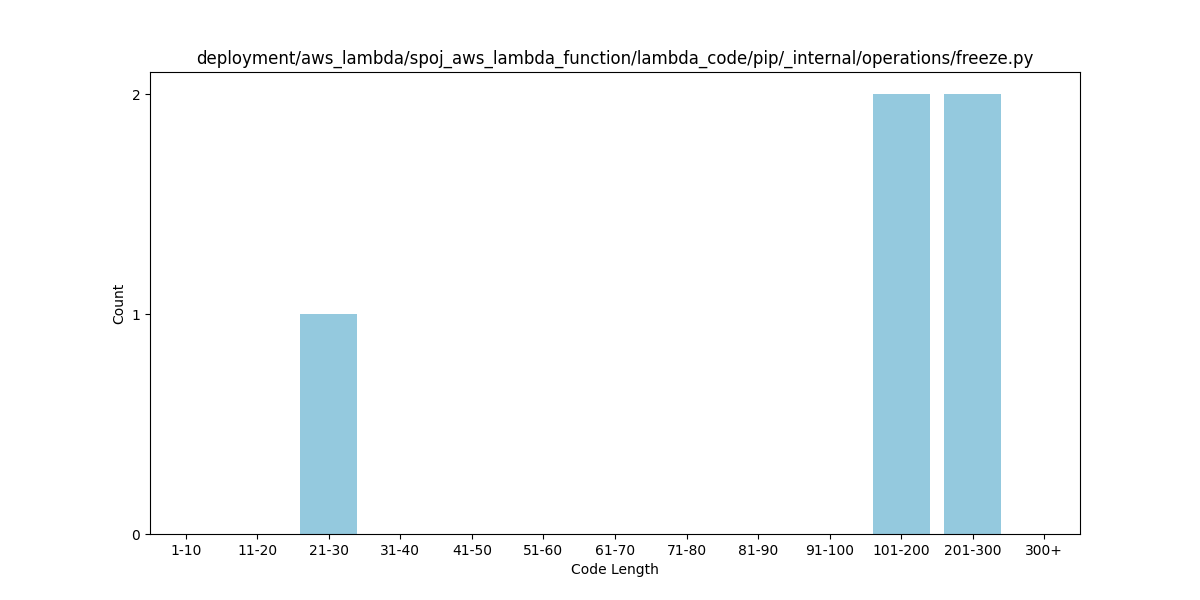 deployment/aws_lambda/spoj_aws_lambda_function/lambda_code/pip/_internal/operations/freeze.py
2
1
0
Count
1-10 11-20 21-30 31-40 41-50 51-60 61-70 71-80 81-90 91-100 101-200 201-300 300+
Code Length